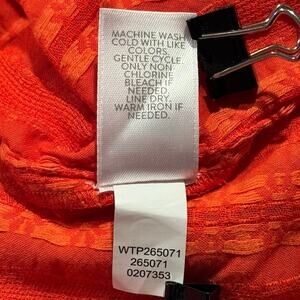 MACHINE WASH
COLD WITH LIKE
COLORS.
GENTLE CYCLE.
ONLY NON
CHLORINE
BLEACH IF
NEEDED.
LINE DRY,
WARM IRON IF
NEEDED.
WTP265071
265071
0207353